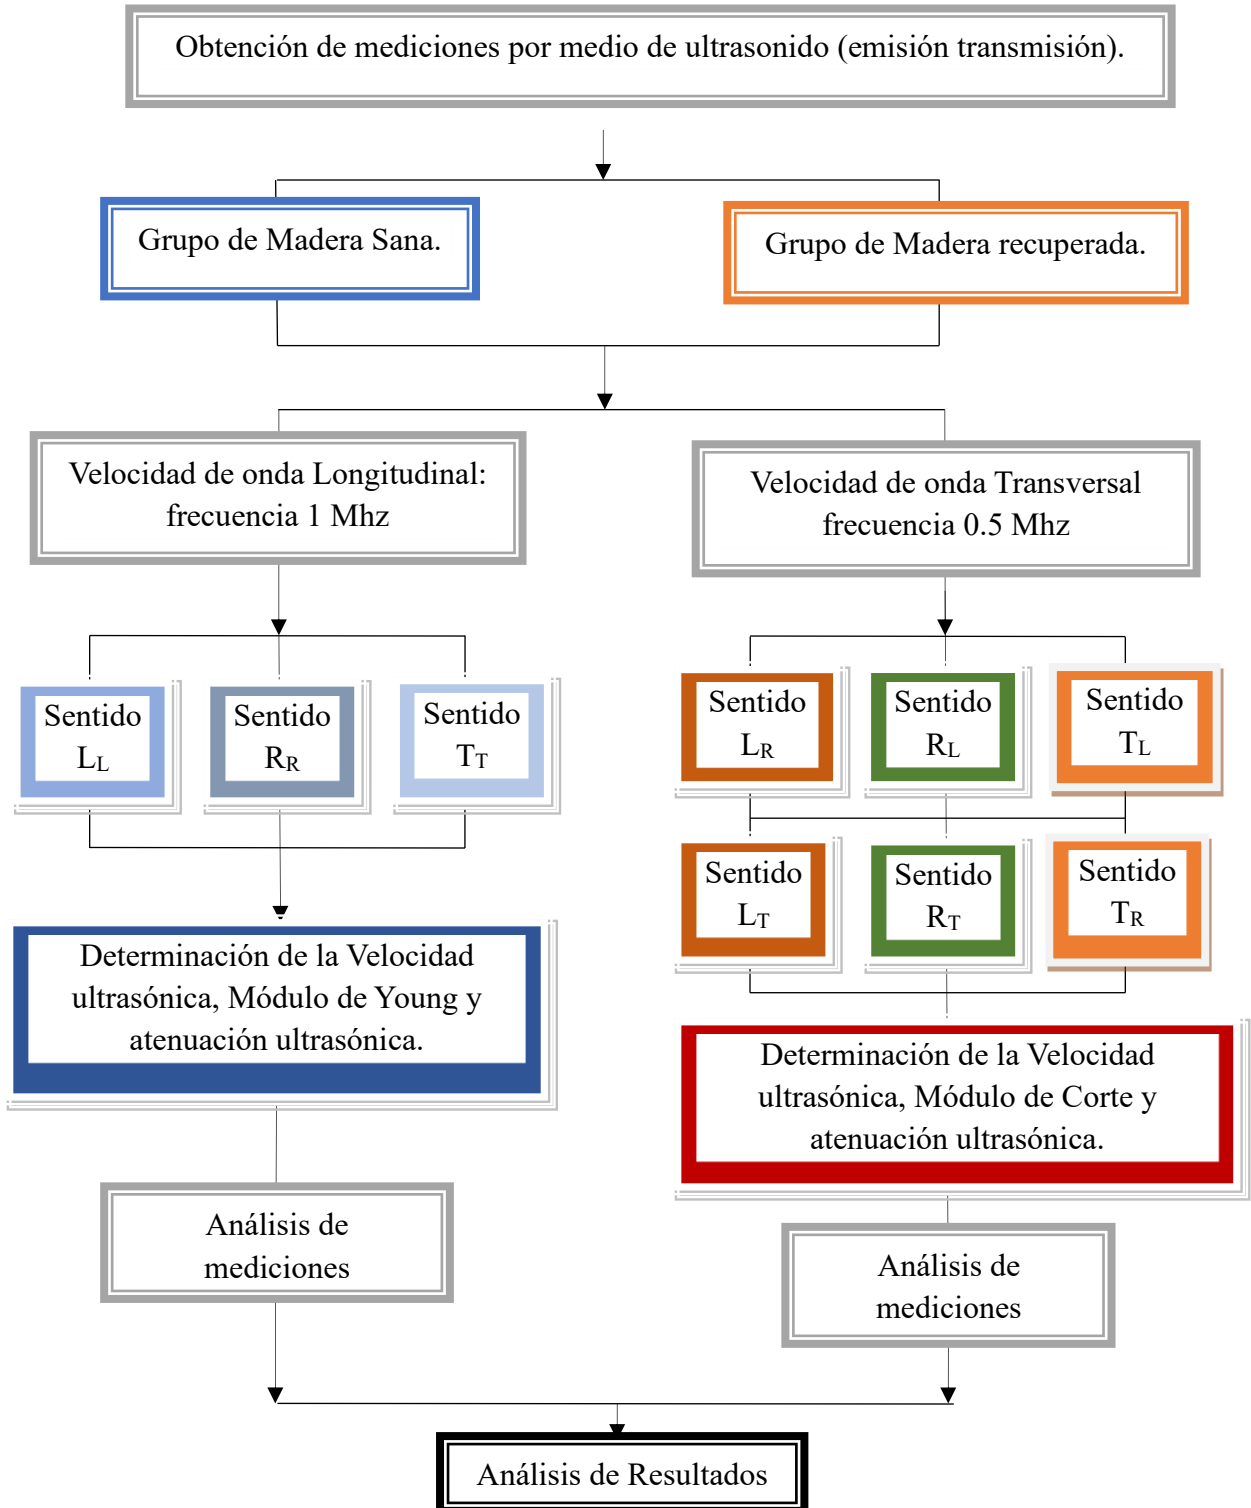 Obtención de mediciones por medio de ultrasonido (emisión transmisión).
Grupo de Madera Sana.
Grupo de Madera recuperada.
Velocidad de onda Longitudinal:
frecuencia 1 Mhz
Velocidad de onda Transversal
frecuencia 0.5 Mhz
Sentido
LL
Sentido
RR
Sentido
TT
Sentido
LR
Sentido
RL
Sentido
TL
Sentido
LT
Sentido
RT
Sentido
TR
Determinación de la Velocidad
ultrasónica, Módulo de Young y
atenuación ultrasónica.
Determinación de la Velocidad
ultrasónica, Módulo de Corte y
atenuación ultrasónica.
Análisis de
mediciones
Análisis de
mediciones
Análisis de Resultados